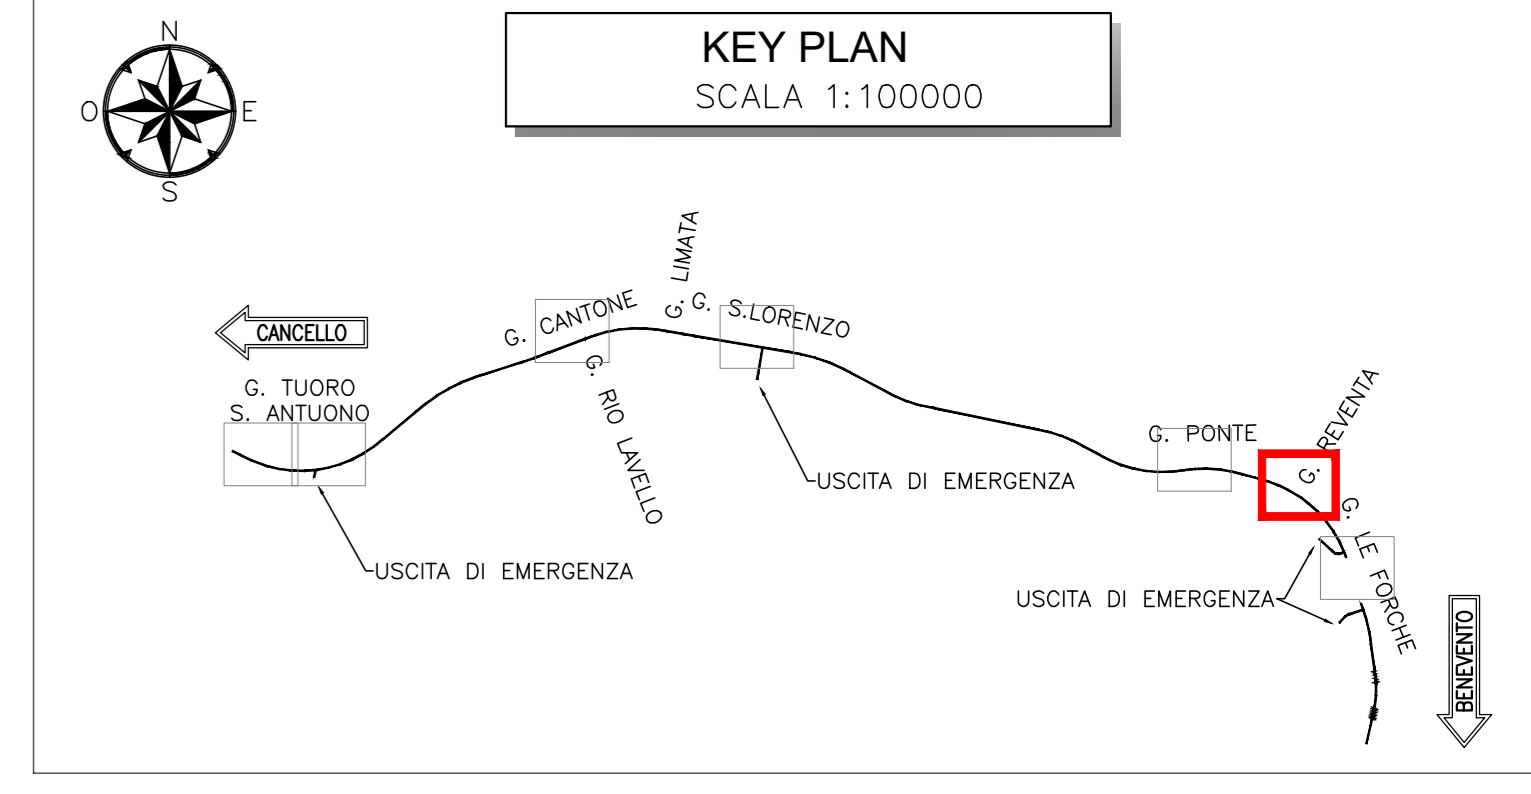 N
O
E
S
KEY PLAN
SCALA 1:100000
CANCELLO
G. TUORO
S. ANTUONO
G. CANTONE
G. RIO LAVELLO
G. LIMATA
G. S.LORENZO
G. PONTE
G. REVENTA
G. LE FORCHE
USCITA DI EMERGENZA
USCITA DI EMERGENZA
USCITA DI EMERGENZA
BENEVENTO